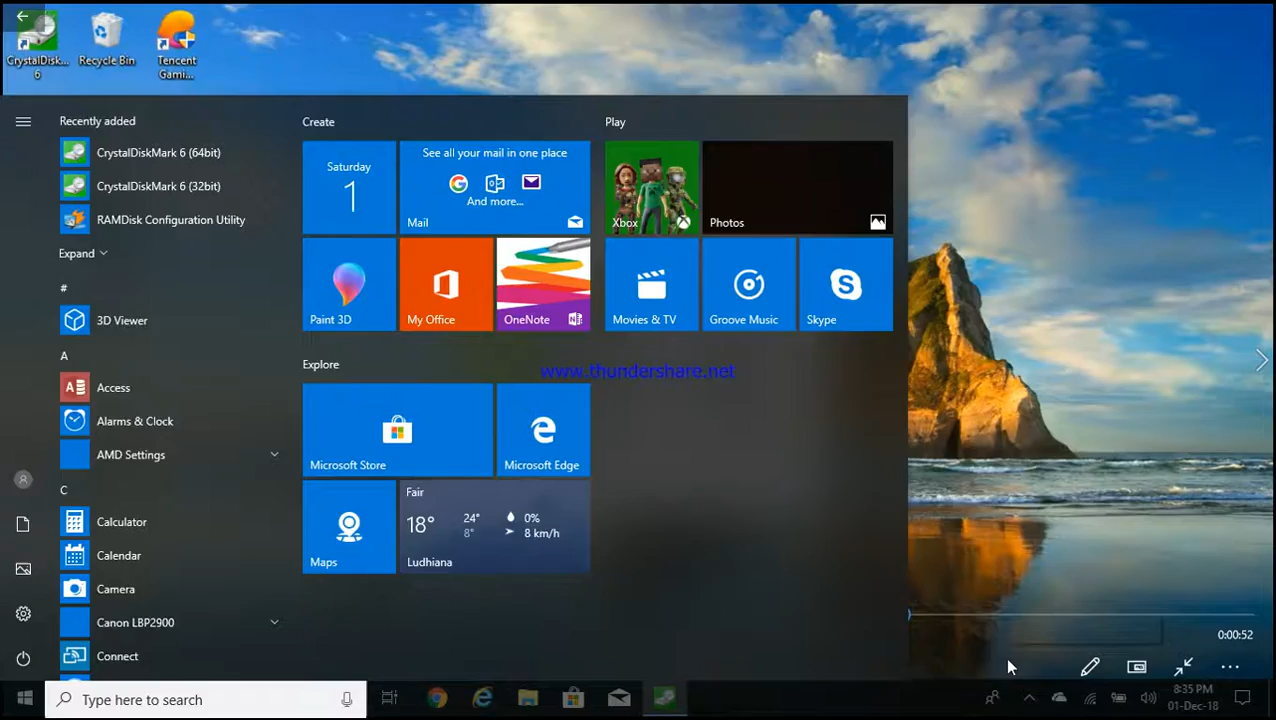 CrystalDisk...
6
Recycle Bin
Tencent
Gami...
Recently added
CrystalDiskMark 6 (64bit)
CrystalDiskMark 6 (32bit)
RAMDisk Configuration Utility
Expand
#
3D Viewer
A
Access
Alarms & Clock
AMD Settings
C
Calculator
Calendar
Camera
Canon LBP2900
Connect
Create
Saturday
1
See all your mail in one place
And more...
Mail
Paint 3D
My Office
OneNote
Play
Xbox
Photos
Movies & TV
Groove Music
Skype
Explore
www.thundershare.net
Microsoft Store
Microsoft Edge
Maps
Fair
18°
24°
8°
0%
8 km/h
Ludhiana
0:00:52
Type here to search
8:35 PM
01-Dec-18